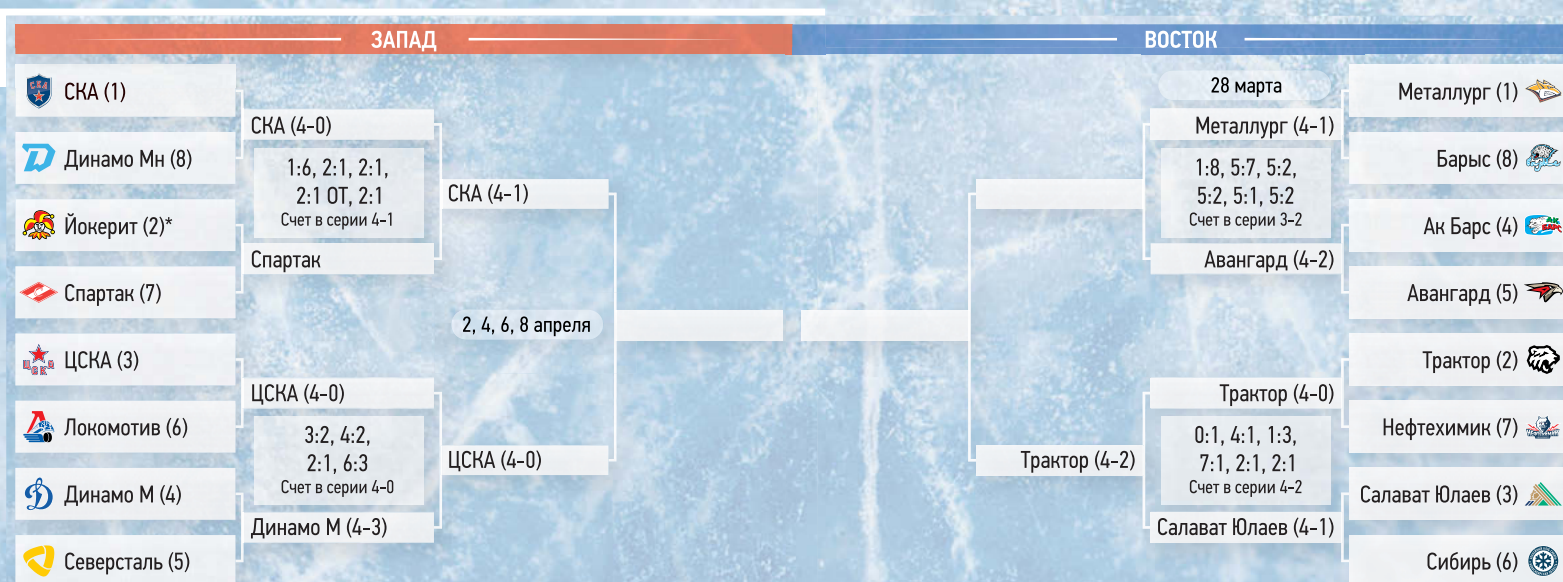 ЗАПАД
СКА (1)
Динамо Мн (8)
Йокерит (2)*
Спартак (7)
ЦСКА (3)
Локомотив (6)
Динамо М (4)
Северсталь (5)
СКА (4-0)
1:6, 2:1, 2:1,
2:1 ОТ, 2:1
Счет в серии 4-1
Спартак
ЦСКА (4-0)
3:2, 4:2,
2:1, 6:3
Счет в серии 4-0
Динамо М (4-3)
СКА (4-1)
2, 4, 6, 8 апреля
ЦСКА (4-0)
ВОСТОК
28 марта
Металлург (4-1)
1:8, 5:7, 5:2,
5:2, 5:1, 5:2
Счет в серии 3-2
Авангард (4-2)
Трактор (4-2)
Трактор (4-0)
0:1, 4:1, 1:3,
7:1, 2:1, 2:1
Счет в серии 4-2
Салават Юлаев (4-1)
Металлург (1)
Барыс (8)
Ак Барс (4)
Авангард (5)
Трактор (2)
Нефтехимик (7)
Салават Юлаев (3)
Сибирь (6)